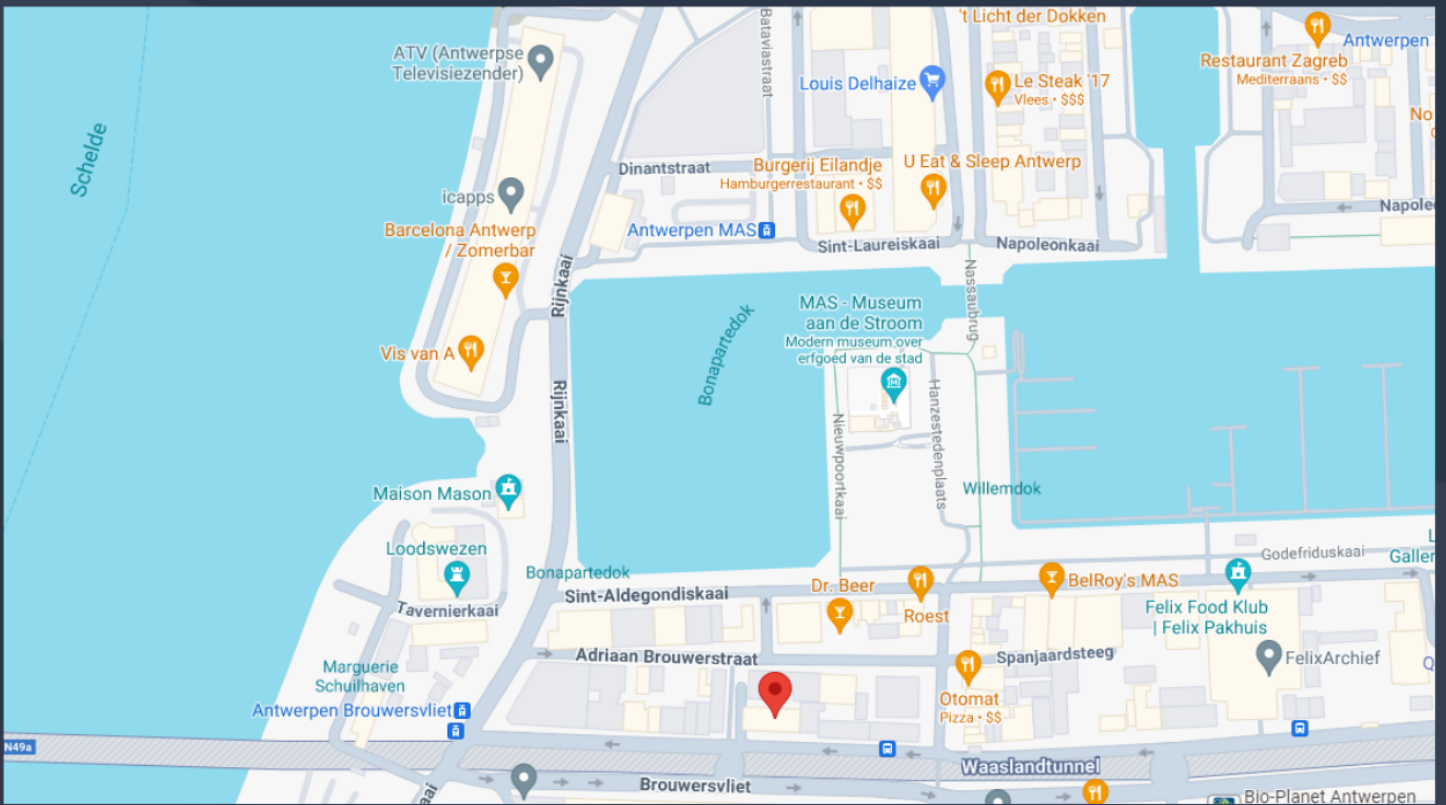 't Licht der Dokken
Bataviastraat
ATV (Antwerpse
Televisiezender)
Louis Delhaize
Le Steak '17
Vlees • $$$
Antwerpen
Restaurant Zagreb
Mediterraans • $$
No
Schelde
Dinantstraat
Burgerij Eilandje
Hamburgerrestaurant • $$
U Eat & Sleep Antwerp
icapps
Barcelona Antwerp
/ Zomerbar
Antwerpen MAS
Sint-Laureiskaai
Napoleonkaai
Napoleo
Rijnkaai
Nassaubrug
Bonapartedok
MAS - Museum
aan de Stroom
Modern museum over
erfgoed van de stad
Vis van A
Rijnkaai
Nieuwpoortkaai
Hanzestedenplaats
Maison Mason
Willemdok
Loodswezen
Bonapartedok
Tavernierkaai
Sint-Aldegondiskaai
Dr. Beer
Roest
BelRoy's MAS
Godefriduskaai
Galler
Felix Food Klub
| Felix Pakhuis
FelixArchief
Adriaan Brouwerstraat
Spanjaardsteeg
Marguerie
Schuilhaven
Otomat
Pizza • $$
Antwerpen Brouwersvliet
N49a
Waaslandtunnel
Brouwersvliet
aai
Bio-Planet Antwerpen